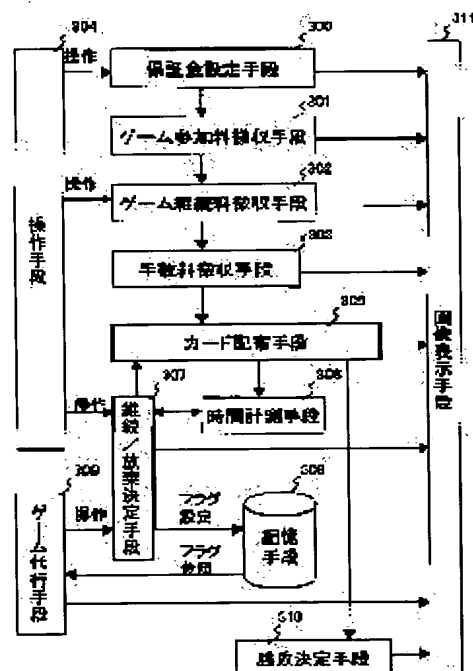 304
操作
300
保証金設定手段
311
301
ゲーム参加料徴収手段
302
操作
ゲーム継続料徴収手段
303
手数料徴収手段
操作手段
305
カード配布手段
画像表示手段
307
306
時間計測手段
操作
継続/放棄決定手段
309
308
フラグ設定
操作
記憶手段
フラグ参照
ゲーム代行手段
310
勝敗決定手段